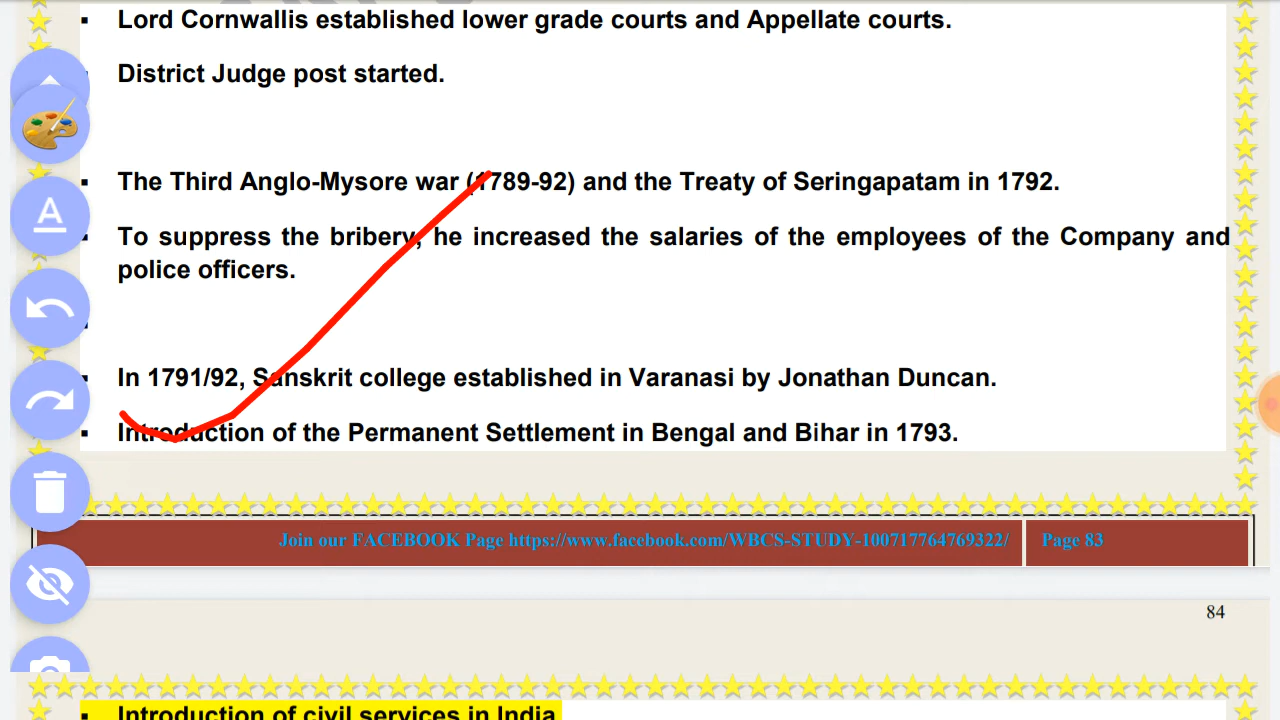 ▪ Lord Cornwallis established lower grade courts and Appellate courts.
District Judge post started.
▪ The Third Anglo-Mysore war (1789-92) and the Treaty of Seringapatam in 1792.
To suppress the bribery, he increased the salaries of the employees of the Company and
police officers.
In 1791/92, Sanskrit college established in Varanasi by Jonathan Duncan.
▪ Introduction of the Permanent Settlement in Bengal and Bihar in 1793.
Join our FACEBOOK Page https://www.facebook.com/WBCS-STUDY-100717764769322/ Page 83
84
▪ Introduction of civil services in India
A